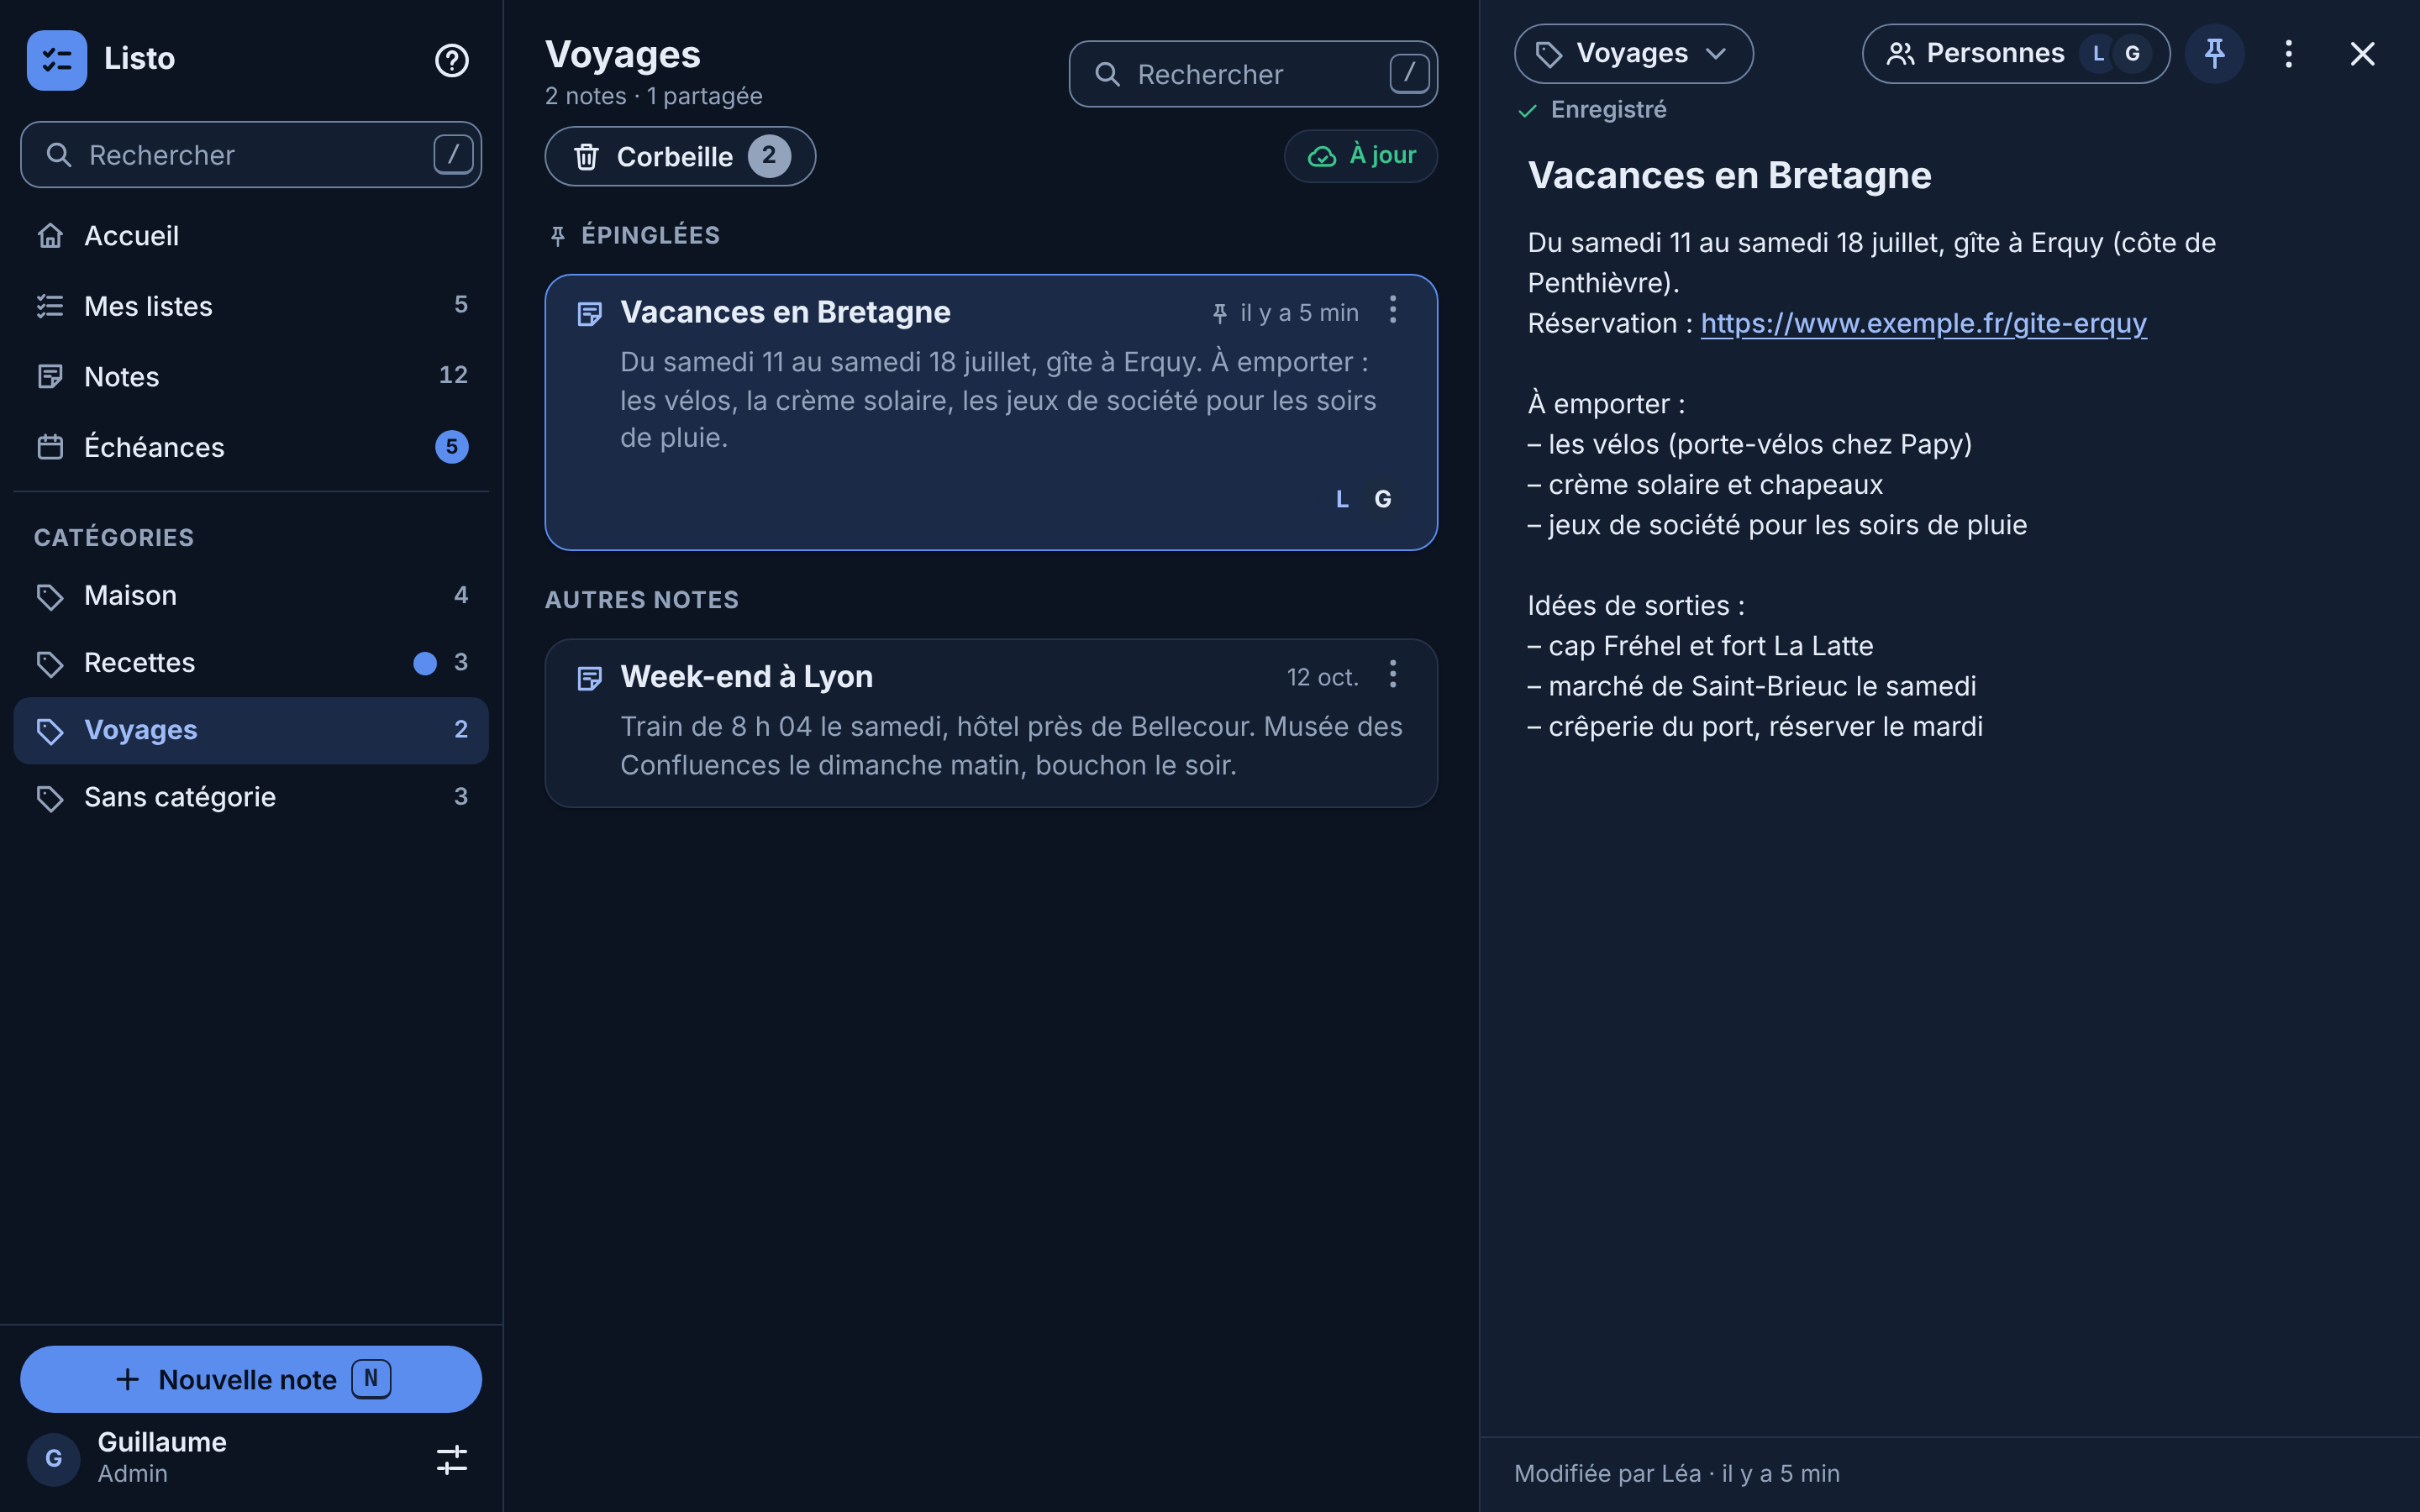 Listo
Rechercher /
Accueil
Mes listes 5
Notes 12
Échéances 5
CATÉGORIES
Maison 4
Recettes 3
Voyages 2
Sans catégorie 3
Nouvelle note N
G Guillaume
Admin
Voyages
2 notes · 1 partagée
Rechercher /
Corbeille 2
À jour
ÉPINGLÉES
Vacances en Bretagne il y a 5 min
Du samedi 11 au samedi 18 juillet, gîte à Erquy. À emporter :
les vélos, la crème solaire, les jeux de société pour les soirs
de pluie.
L G
AUTRES NOTES
Week-end à Lyon 12 oct.
Train de 8 h 04 le samedi, hôtel près de Bellecour. Musée des
Confluences le dimanche matin, bouchon le soir.
Voyages Personnes L G
Enregistré
Vacances en Bretagne
Du samedi 11 au samedi 18 juillet, gîte à Erquy (côte de
Penthièvre).
Réservation : https://www.exemple.fr/gite-erquy
À emporter :
– les vélos (porte-vélos chez Papy)
– crème solaire et chapeaux
– jeux de société pour les soirs de pluie
Idées de sorties :
– cap Fréhel et fort La Latte
– marché de Saint-Brieuc le samedi
– crêperie du port, réserver le mardi
Modifiée par Léa · il y a 5 min